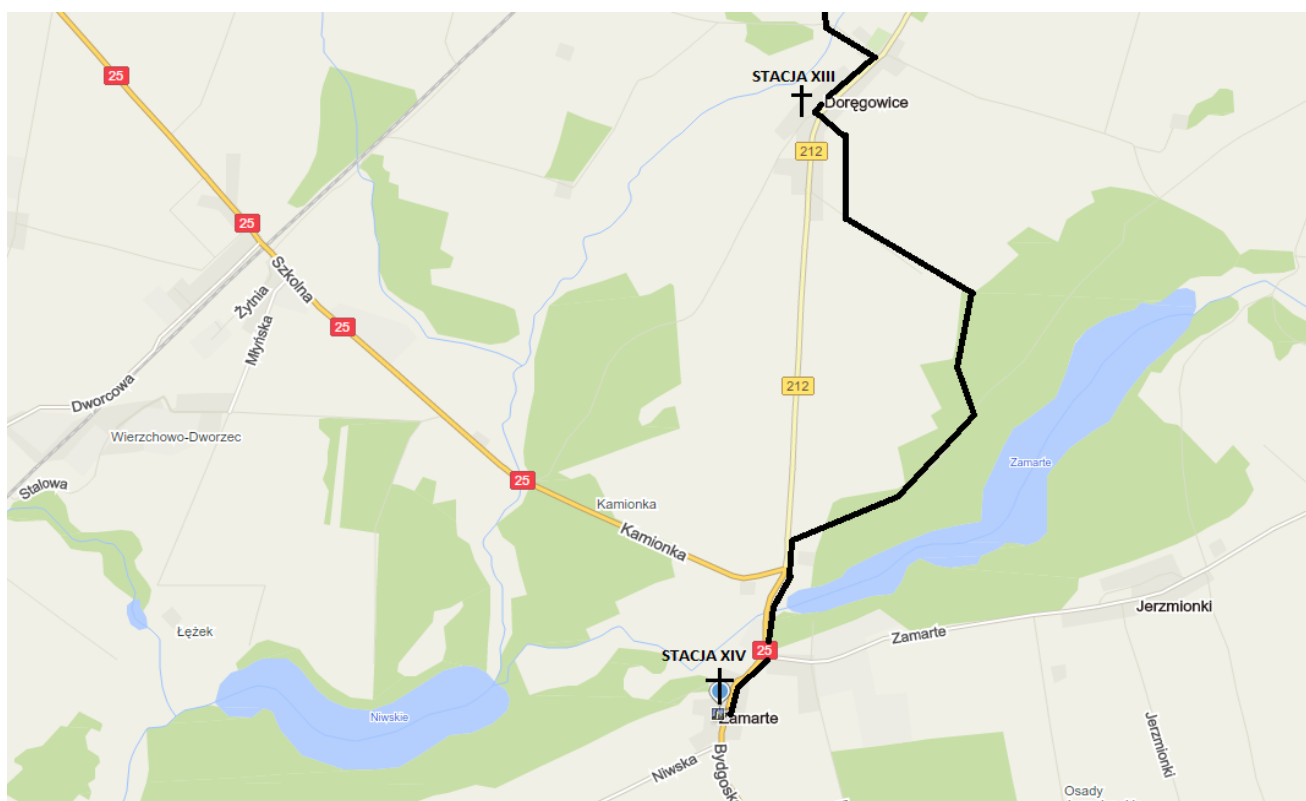 25
STACJA XIII
Doręgowice
212
25
Szkolna
Żytnia
25
Młyńska
212
Dworcowa
Wierzchowo-Dworzec
Zamarte
Stalowa
25
Kamionka
Kamionka
Jerzmionki
Łężek
Zamarte
STACJA XIV
25
Niwskie
Zamarte
Jerzmionki
Niwska
Bydgosk
Osady